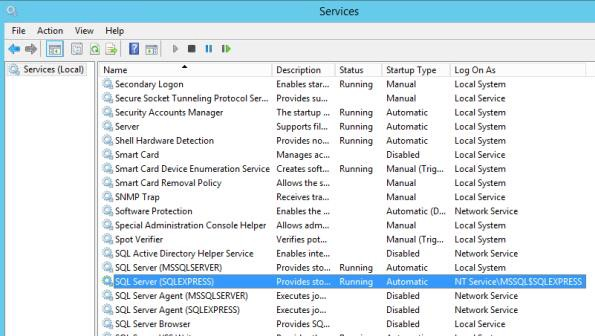 Services
File Action View Help
Services (Local)
Name Description Status Startup Type Log On As
Secondary Logon Enables star... Running Manual Local System
Secure Socket Tunneling Protocol Ser... Provides su... Manual Local Service
Security Accounts Manager The startup ... Running Automatic Local System
Server Supports fil... Running Automatic Local System
Shell Hardware Detection Provides no... Running Automatic Local System
Smart Card Manages ac... Disabled Local Service
Smart Card Device Enumeration Service Creates soft... Running Manual (Trig... Local System
Smart Card Removal Policy Allows the s... Manual Local System
SNMP Trap Receives tra... Manual Local Service
Software Protection Enables the ... Automatic (D... Network Service
Special Administration Console Helper Allows adm... Manual Local System
Spot Verifier Verifies pot... Manual (Trig... Local System
SQL Active Directory Helper Service Enables inte... Disabled Network Service
SQL Server (MSSQLSERVER) Provides sto... Running Automatic Local System
SQL Server (SQLEXPRESS) Provides sto... Running Automatic NT Service\MSSQL$SQLEXPRESS
SQL Server Agent (MSSQLSERVER) Executes jo... Disabled Network Service
SQL Server Agent (SQLEXPRESS) Executes jo... Disabled Network Service
SQL Server Browser Provides SQ... Disabled Local Service